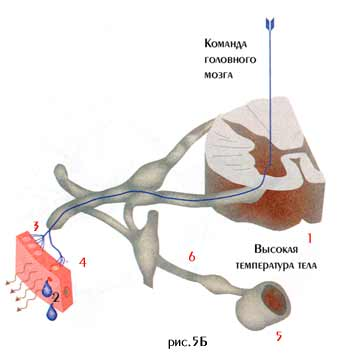 Команда
головного
мозга
1
3
4
2
6
Высокая
температура тела
5
рис.5Б